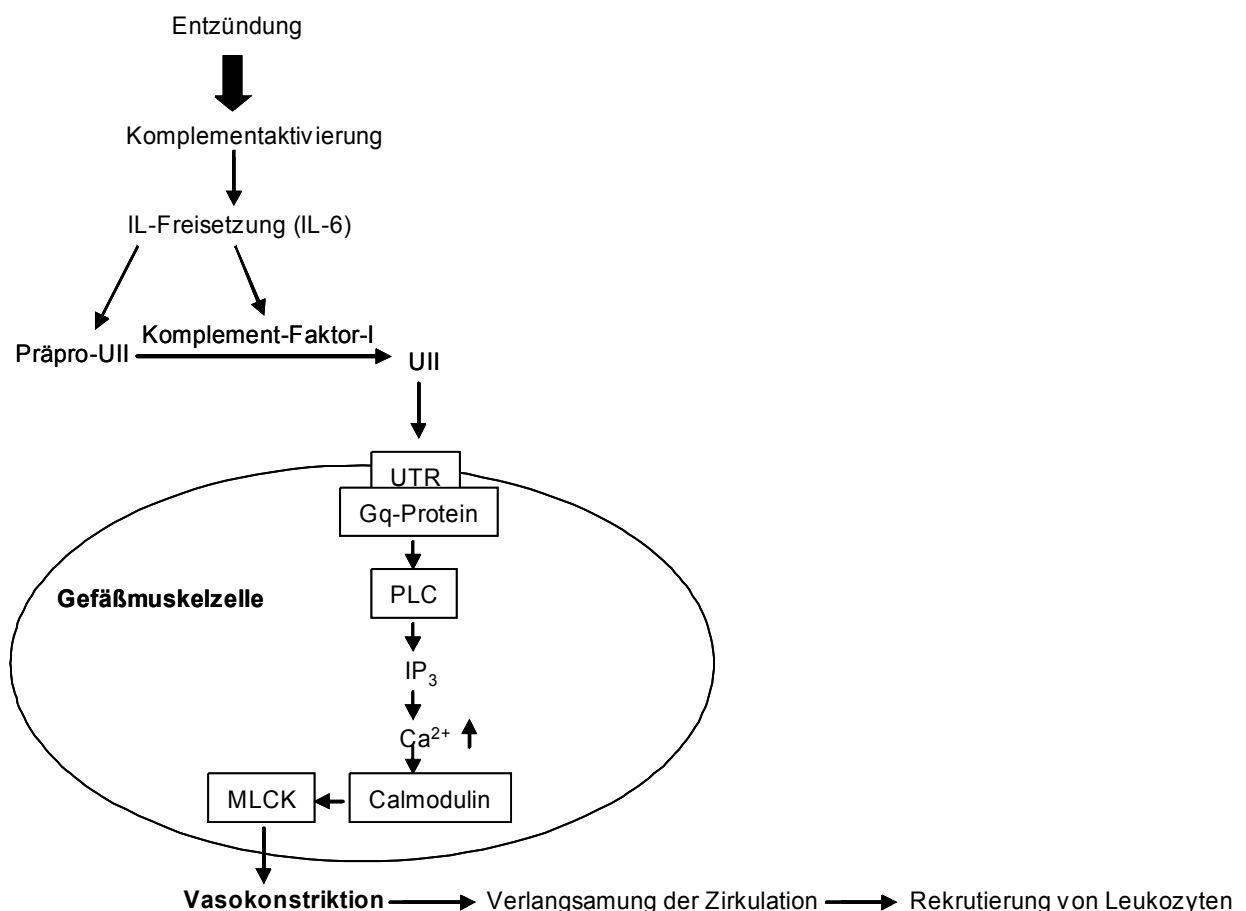 Entzündung
Komplementaktivierung
IL-Freisetzung (IL-6)
Komplement-Faktor-I
Präpro-UII
UII
UTR
Gq-Protein
Gefäßmuskelzelle
PLC
IP₃
Ca²⁺
MLCK
Calmodulin
Vasokonstriktion Verlangsamung der Zirkulation Rekrutierung von Leukozyten